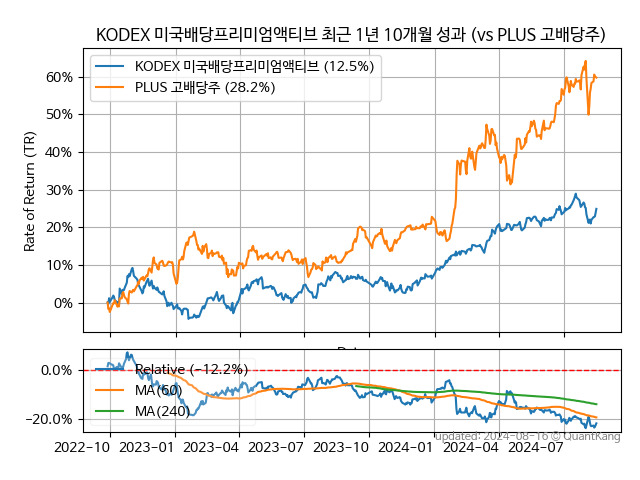 KODEX 미국배당프리미엄액티브 최근 1년 10개월 성과 (vs PLUS 고배당주)
KODEX 미국배당프리미엄액티브 (12.5%)
PLUS 고배당주 (28.2%)
Rate of Return (TR)
60%
50%
40%
30%
20%
10%
0%
Relative (-12.2%)
MA(60)
MA(240)
0.0%
-20.0%
2022-10 2023-01 2023-04 2023-07 2023-10 2024-01 2024-04 2024-07
updated: 2024-08-16 © QuantKang